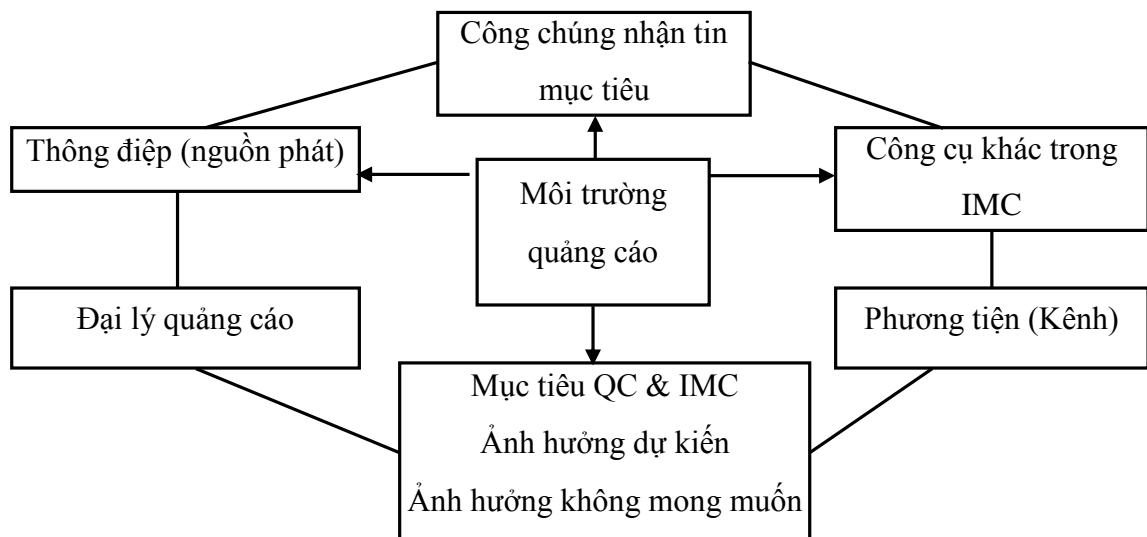 Công chúng nhận tin
mục tiêu
Thông điệp (nguồn phát)
Môi trường
quảng cáo
Công cụ khác trong
IMC
Đại lý quảng cáo
Phương tiện (Kênh)
Mục tiêu QC & IMC
Ảnh hưởng dự kiến
Ảnh hưởng không mong muốn